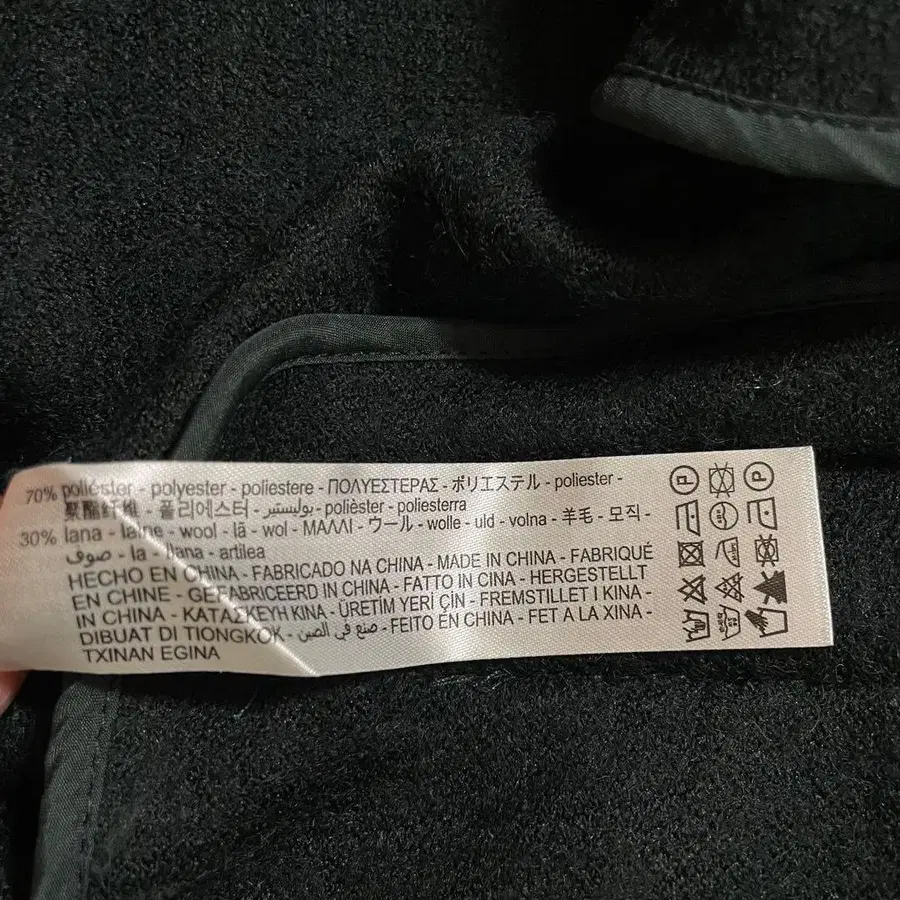 70% poliéster - polyester - poliestere - ΠΟΛΥΕΣΤΕΡΑΣ - ポリエステル - poliester -
聚酯纤维 - 폴리에스터 - بوليستير - polièster - poliesterra
30% lana - laine - wool - lã - wol - ΜΑΛΛΙ - ウール - wolle - uld - volna - 羊毛 - 모직 -
صوف - la - llana - artilea
HECHO EN CHINA - FABRICADO NA CHINA - MADE IN CHINA - FABRIQUÉ
EN CHINE - GEFABRICEERD IN CHINA - FATTO IN CINA - HERGESTELLT
IN CHINA - ΚΑΤΑΣΚΕΥΗ ΚΙΝΑ - ÜRETİM YERİ ÇİN - FREMSTILLET I KINA -
DIBUAT DI TIONGKOK - صنع في الصين - FEITO EN CHINA - FET A LA XINA -
TXINAN EGINA
P
P